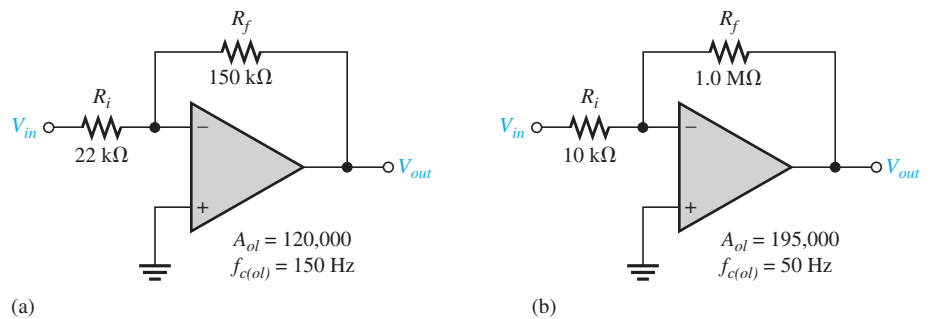 R_f
150 kΩ
R_i
V_in
22 kΩ
−
+
V_out
A_ol = 120,000
f_c(ol) = 150 Hz
(a)
R_f
1.0 MΩ
R_i
V_in
10 kΩ
−
+
V_out
A_ol = 195,000
f_c(ol) = 50 Hz
(b)